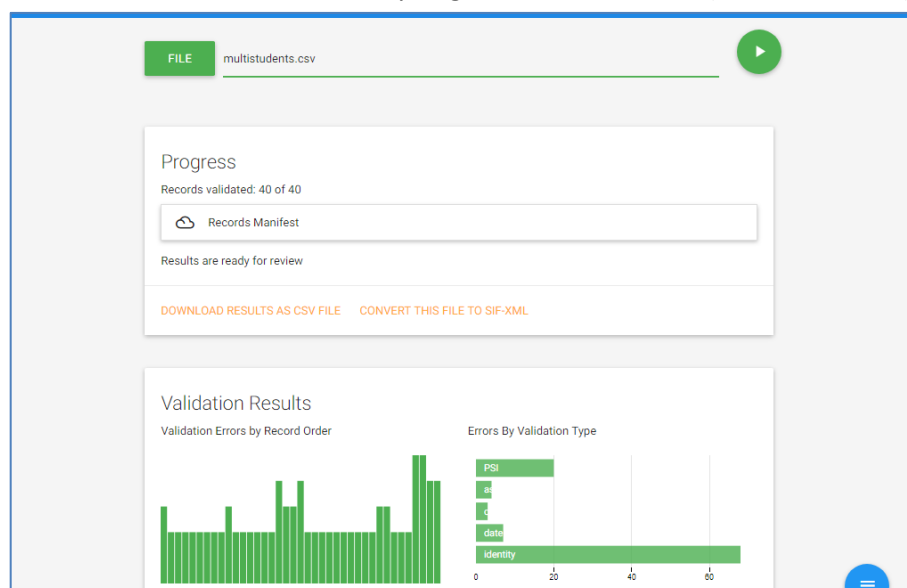 FILE multistudents.csv
Progress
Records validated: 40 of 40
Records Manifest
Results are ready for review
DOWNLOAD RESULTS AS CSV FILE CONVERT THIS FILE TO SIF-XML
Validation Results
Validation Errors by Record Order
Errors By Validation Type
PSI
date
identity
0 20 40 60